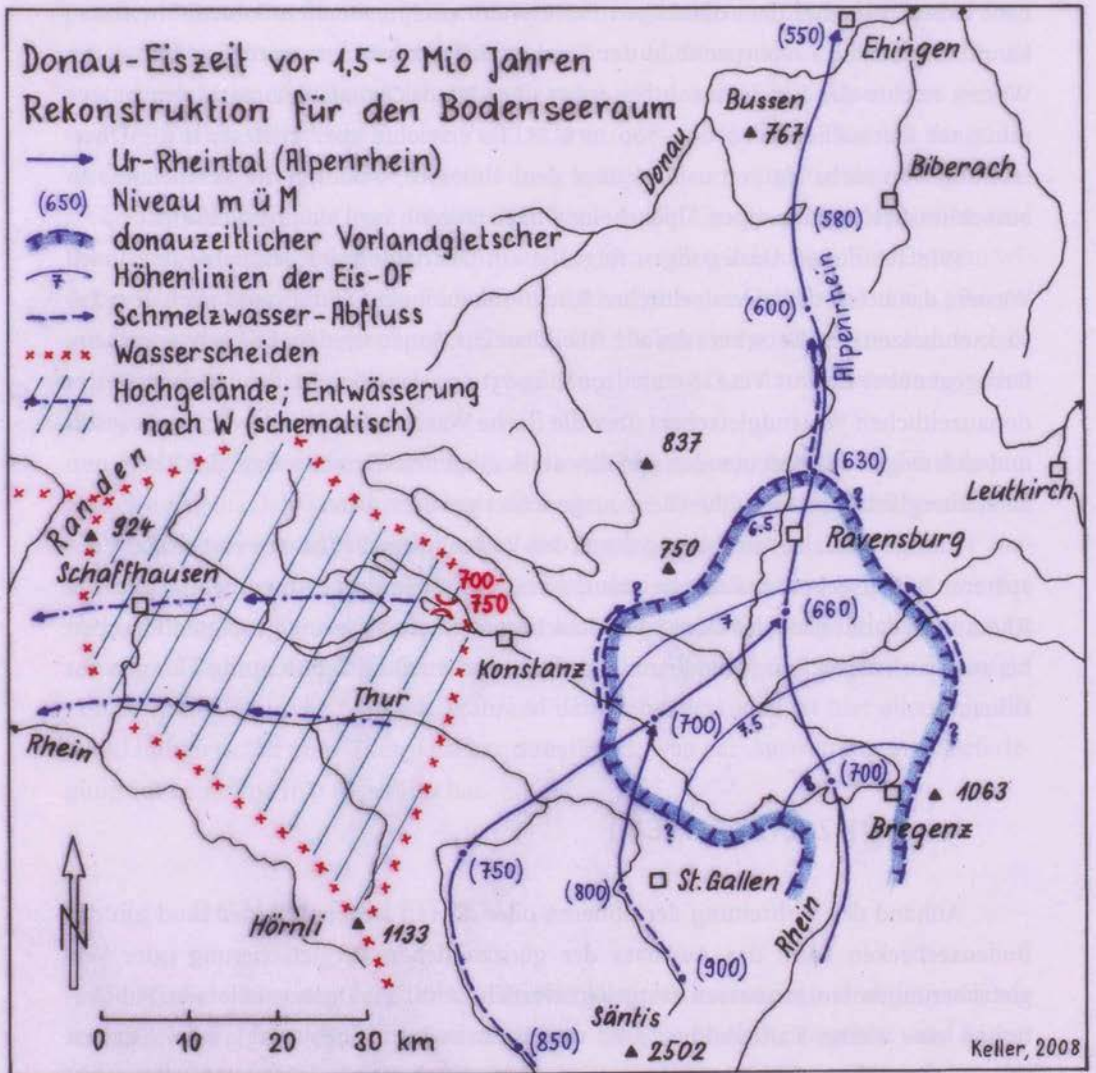 Donau-Eiszeit vor 1,5-2 Mio Jahren
Rekonstruktion für den Bodenseeraum
Ur-Rheintal (Alpenrhein)
(650) Niveau m ü M
donauzeitlicher Vorlandgletscher
7 Höhenlinien der Eis-OF
Schmelzwasser-Abfluss
Wasserscheiden
Hochgelände, Entwässerung
nach W (schematisch)
(550)
Ehingen
Bussen
767
Donau
Biberach
(580)
(600)
Alpenrhein
837
(630)
Leutkirch
Randen
924
6,5
Ravensburg
750
?
?
Schaffhausen
700-
750
(660)
Konstanz
7
Thur
(700)
7,5
Rhein
8
(700)
1063
Bregenz
?
(750)
(800)
St.Gallen
Rhein
N
Hörnli
1133
(900)
Säntis
0 10 20 30 km
(850)
2502
Keller, 2008